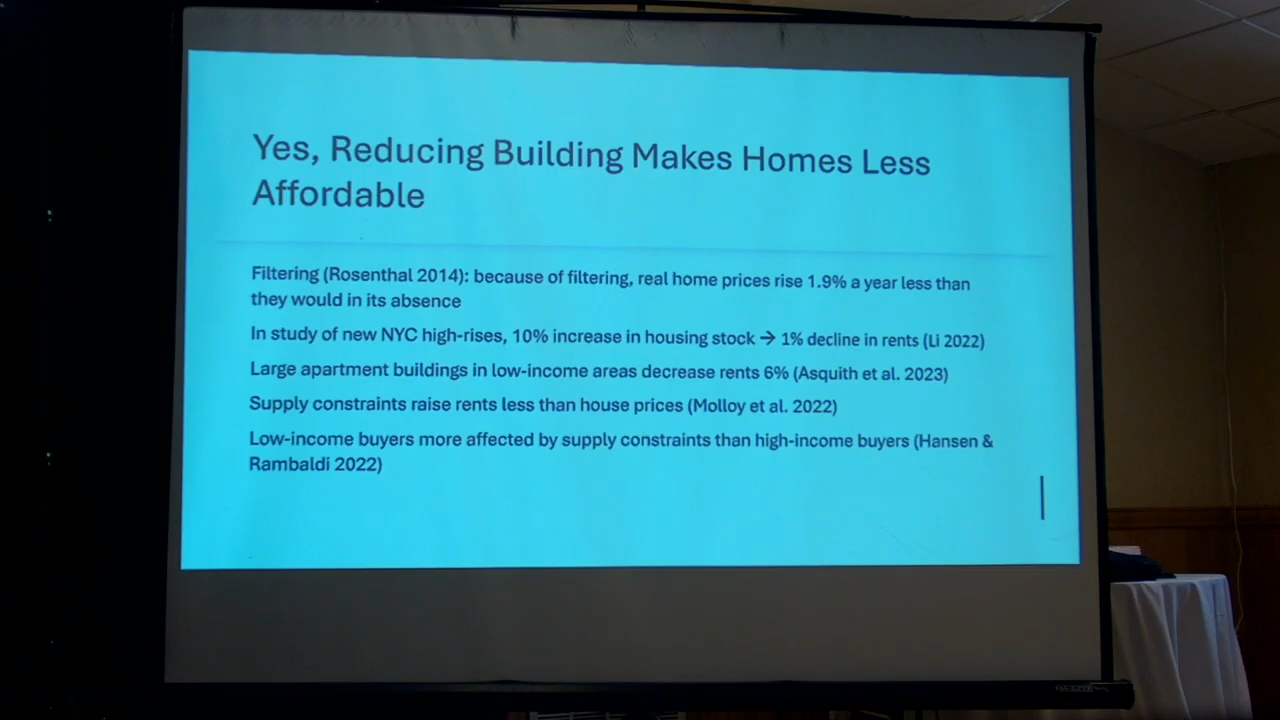 Yes, Reducing Building Makes Homes Less
Affordable
Filtering (Rosenthal 2014): because of filtering, real home prices rise 1.9% a year less than
they would in its absence
In study of new NYC high-rises, 10% increase in housing stock → 1% decline in rents (Li 2022)
Large apartment buildings in low-income areas decrease rents 6% (Asquith et al. 2023)
Supply constraints raise rents less than house prices (Molloy et al. 2022)
Low-income buyers more affected by supply constraints than high-income buyers (Hansen &
Rambaldi 2022)